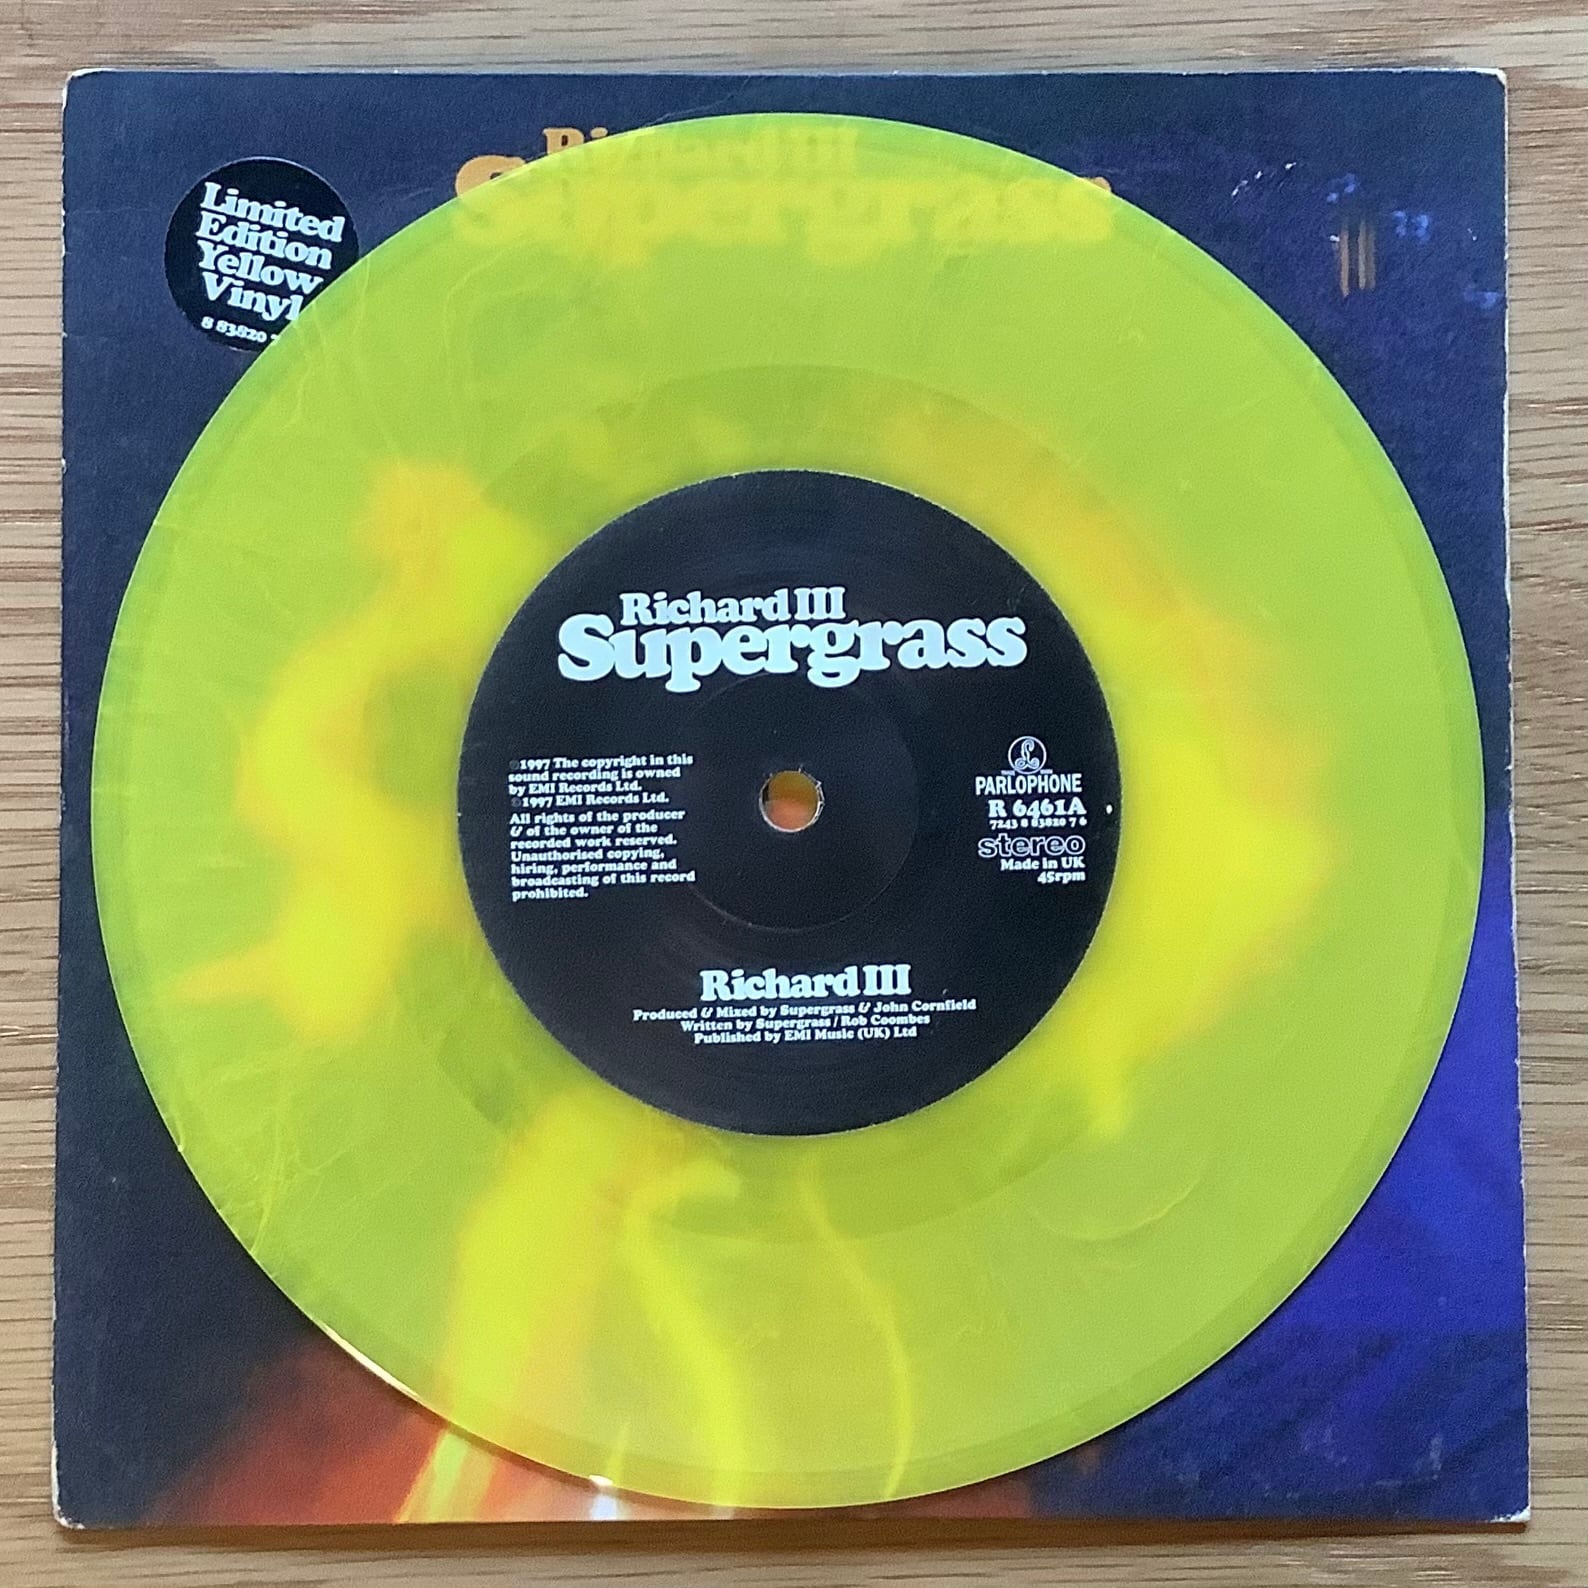 Richard III
Supergrass
Limited
Edition
Yellow
Vinyl
8 83820
Richard III
Supergrass
℗1997 The copyright in this
sound recording is owned
by EMI Records Ltd.
©1997 EMI Records Ltd.
All rights of the producer
& of the owner of the
recorded work reserved.
Unauthorised copying,
hiring, performance and
broadcasting of this record
prohibited.
PARLOPHONE
R 6461A
7243 8 83820 7 6
stereo
Made in UK
45rpm
Richard III
Produced & Mixed by Supergrass & John Cornfield
Written by Supergrass / Rob Coombes
Published by EMI Music (UK) Ltd